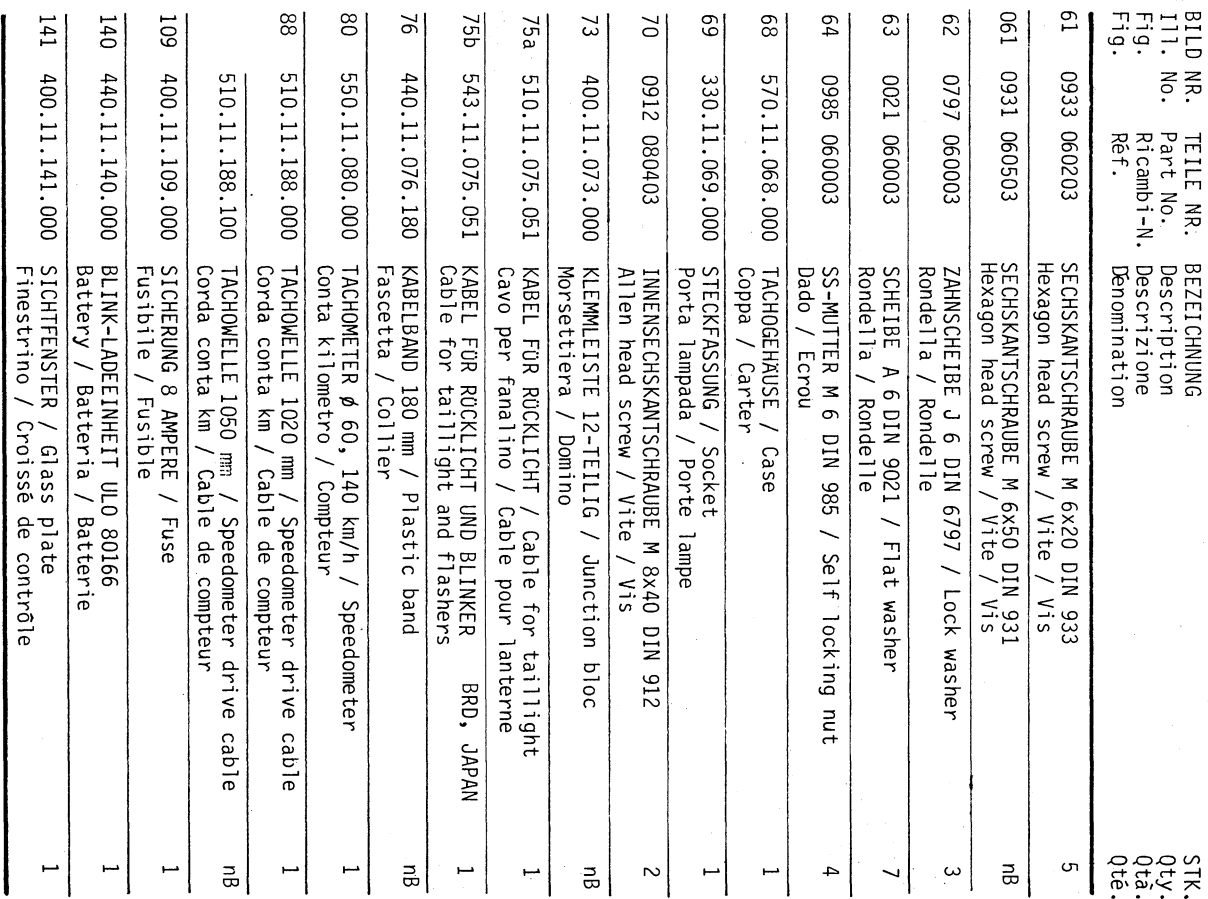 BILD NR. TEILE NR. BEZEICHNUNG STK.
Ill. No. Part No. Description Qty.
Fig. Ricambi-N. Descrizione Qtà.
Fig. Réf. Dénomination Qté.
61 0933 060203 SECHSKANTSCHRAUBE M 6x20 DIN 933 5
Hexagon head screw / Vite / Vis
061 0931 060503 SECHSKANTSCHRAUBE M 6x50 DIN 931 nB
Hexagon head screw / Vite / Vis
62 0797 060003 ZAHNSCHEIBE J 6 DIN 6797 / Lock washer 3
Rondella / Rondelle
63 0021 060003 SCHEIBE A 6 DIN 9021 / Flat washer 7
Rondella / Rondelle
64 0985 060003 SS-MUTTER M 6 DIN 985 / Self locking nut 4
Dado / Ecrou
68 570.11.068.000 TACHOGEHÄUSE / Case 1
Coppa / Carter
69 330.11.069.000 STECKFASSUNG / Socket 1
Porta lampada / Porte lampe
70 0912 080403 INNENSECHSKANTSCHRAUBE M 8x40 DIN 912 2
Allen head screw / Vite / Vis
73 400.11.073.000 KLEMMLEISTE 12-TEILIG / Junction bloc nB
Morsettiera / Domino
75a 510.11.075.051 KABEL FÜR RÜCKLICHT / Cable for taillight 1
Cavo per fanalino / Cable pour lanterne
75b 543.11.075.051 KABEL FÜR RÜCKLICHT UND BLINKER BRD, JAPAN 1
Cable for taillight and flashers
76 440.11.076.180 KABELBAND 180 mm / Plastic band nB
Fascetta / Collier
80 550.11.080.000 TACHOMETER ø 60, 140 km/h / Speedometer 1
Conta kilometro / Compteur
88 510.11.188.000 TACHOWELLE 1020 mm / Speedometer drive cable 1
Corda conta km / Cable de compteur
510.11.188.100 TACHOWELLE 1050 mm / Speedometer drive cable nB
Corda conta km / Cable de compteur
109 400.11.109.000 SICHERUNG 8 AMPERE / Fuse 1
Fusibile / Fusible
140 440.11.140.000 BLINK-LADEEINHEIT ULO 80166 1
Battery / Batteria / Batterie
141 400.11.141.000 SICHTFENSTER / Glass plate 1
Finestrino / Croissé de contrôle